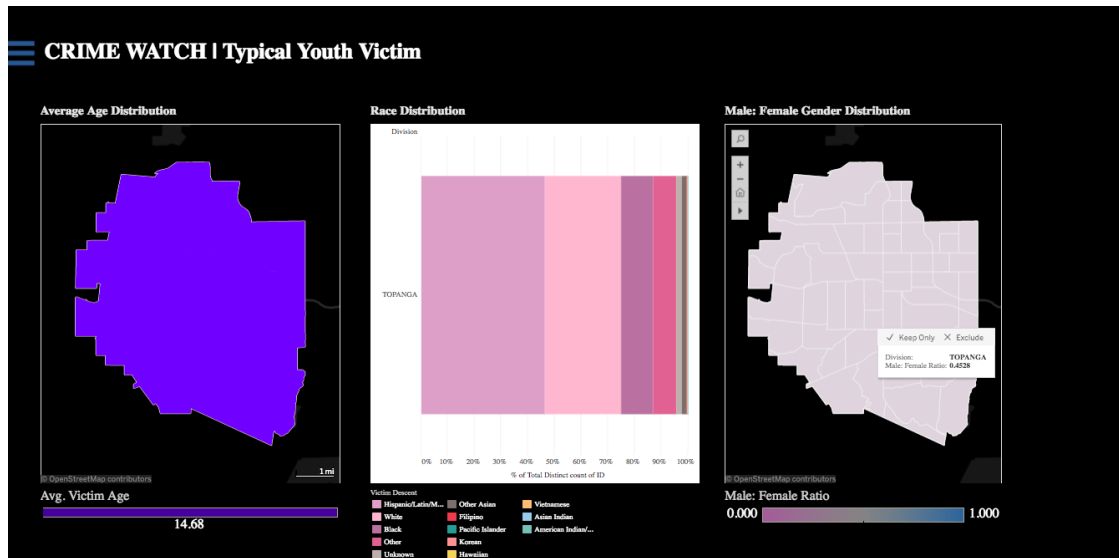 CRIME WATCH | Typical Youth Victim
Average Age Distribution
1 mi
© OpenStreetMap contributors
Avg. Victim Age
14.68
Race Distribution
Division
TOPANGA
0% 10% 20% 30% 40% 50% 60% 70% 80% 90% 100%
% of Total Distinct count of ID
Victim Descent
Hispanic/Latin/M... Other Asian Vietnamese
White Filipino Asian Indian
Black Pacific Islander American Indian/...
Other Korean
Unknown Hawaiian
Male: Female Gender Distribution
Keep Only Exclude
Division: TOPANGA
Male: Female Ratio: 0.4528
© OpenStreetMap contributors
Male: Female Ratio
0.000 1.000